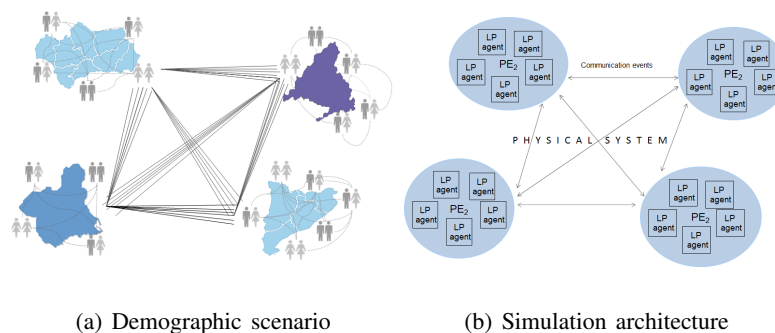 LP agent
LP agent
LP agent
LP agent
LP agent
PE2
LP agent
LP agent
LP agent
LP agent
LP agent
PE2
Communication events
PHYSICAL SYSTEM
LP agent
LP agent
LP agent
LP agent
LP agent
PE2
LP agent
LP agent
LP agent
LP agent
LP agent
PE2
(a) Demographic scenario
(b) Simulation architecture